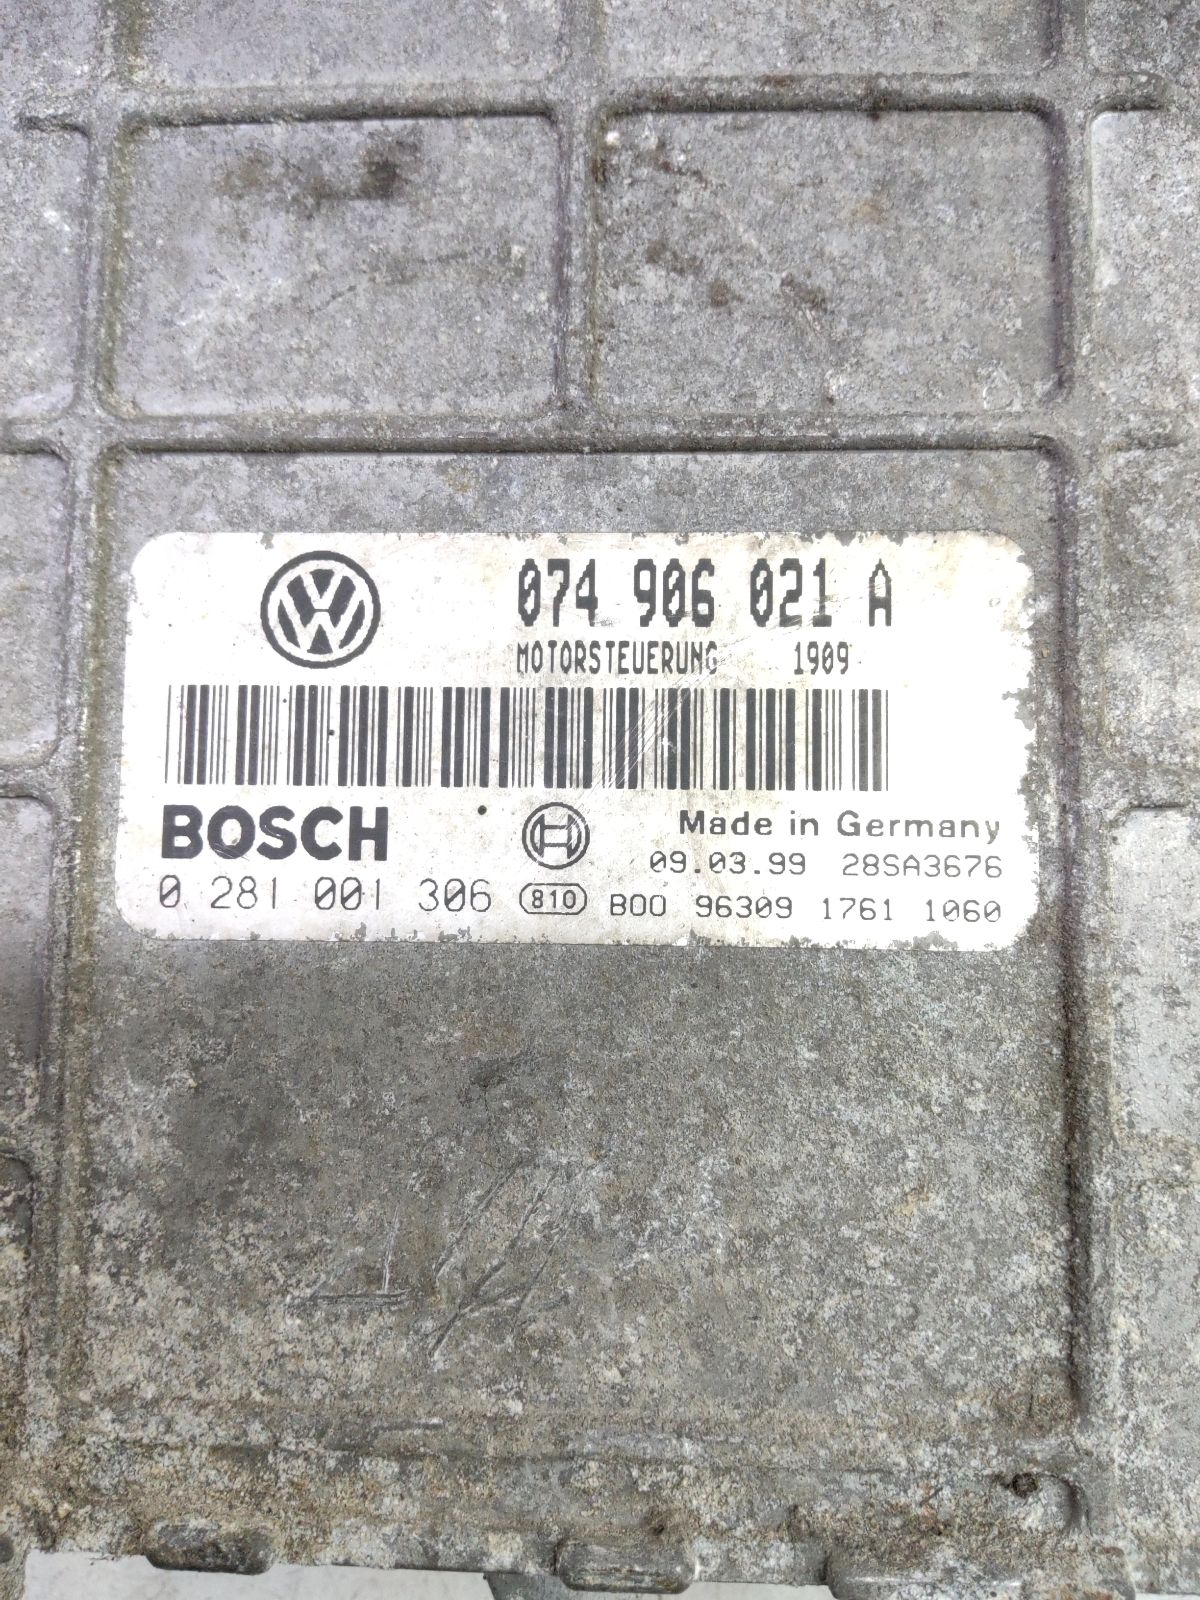 074 906 021 A
MOTORSTEUERUNG 1909
BOSCH
Made in Germany
09.03.99 28SA3676
0 281 001 306 810 B00 96309 1761 1060